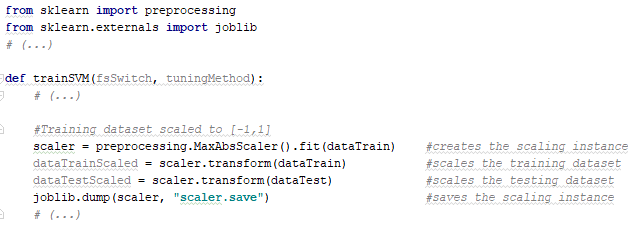 from sklearn import preprocessing
from sklearn.externals import joblib
# (...)
def trainSVM(fsSwitch, tuningMethod):
# (...)
#Training dataset scaled to [-1,1]
scaler = preprocessing.MaxAbsScaler().fit(dataTrain) #creates the scaling instance
dataTrainScaled = scaler.transform(dataTrain) #scales the training dataset
dataTestScaled = scaler.transform(dataTest) #scales the testing dataset
joblib.dump(scaler, "scaler.save") #saves the scaling instance
# (...)